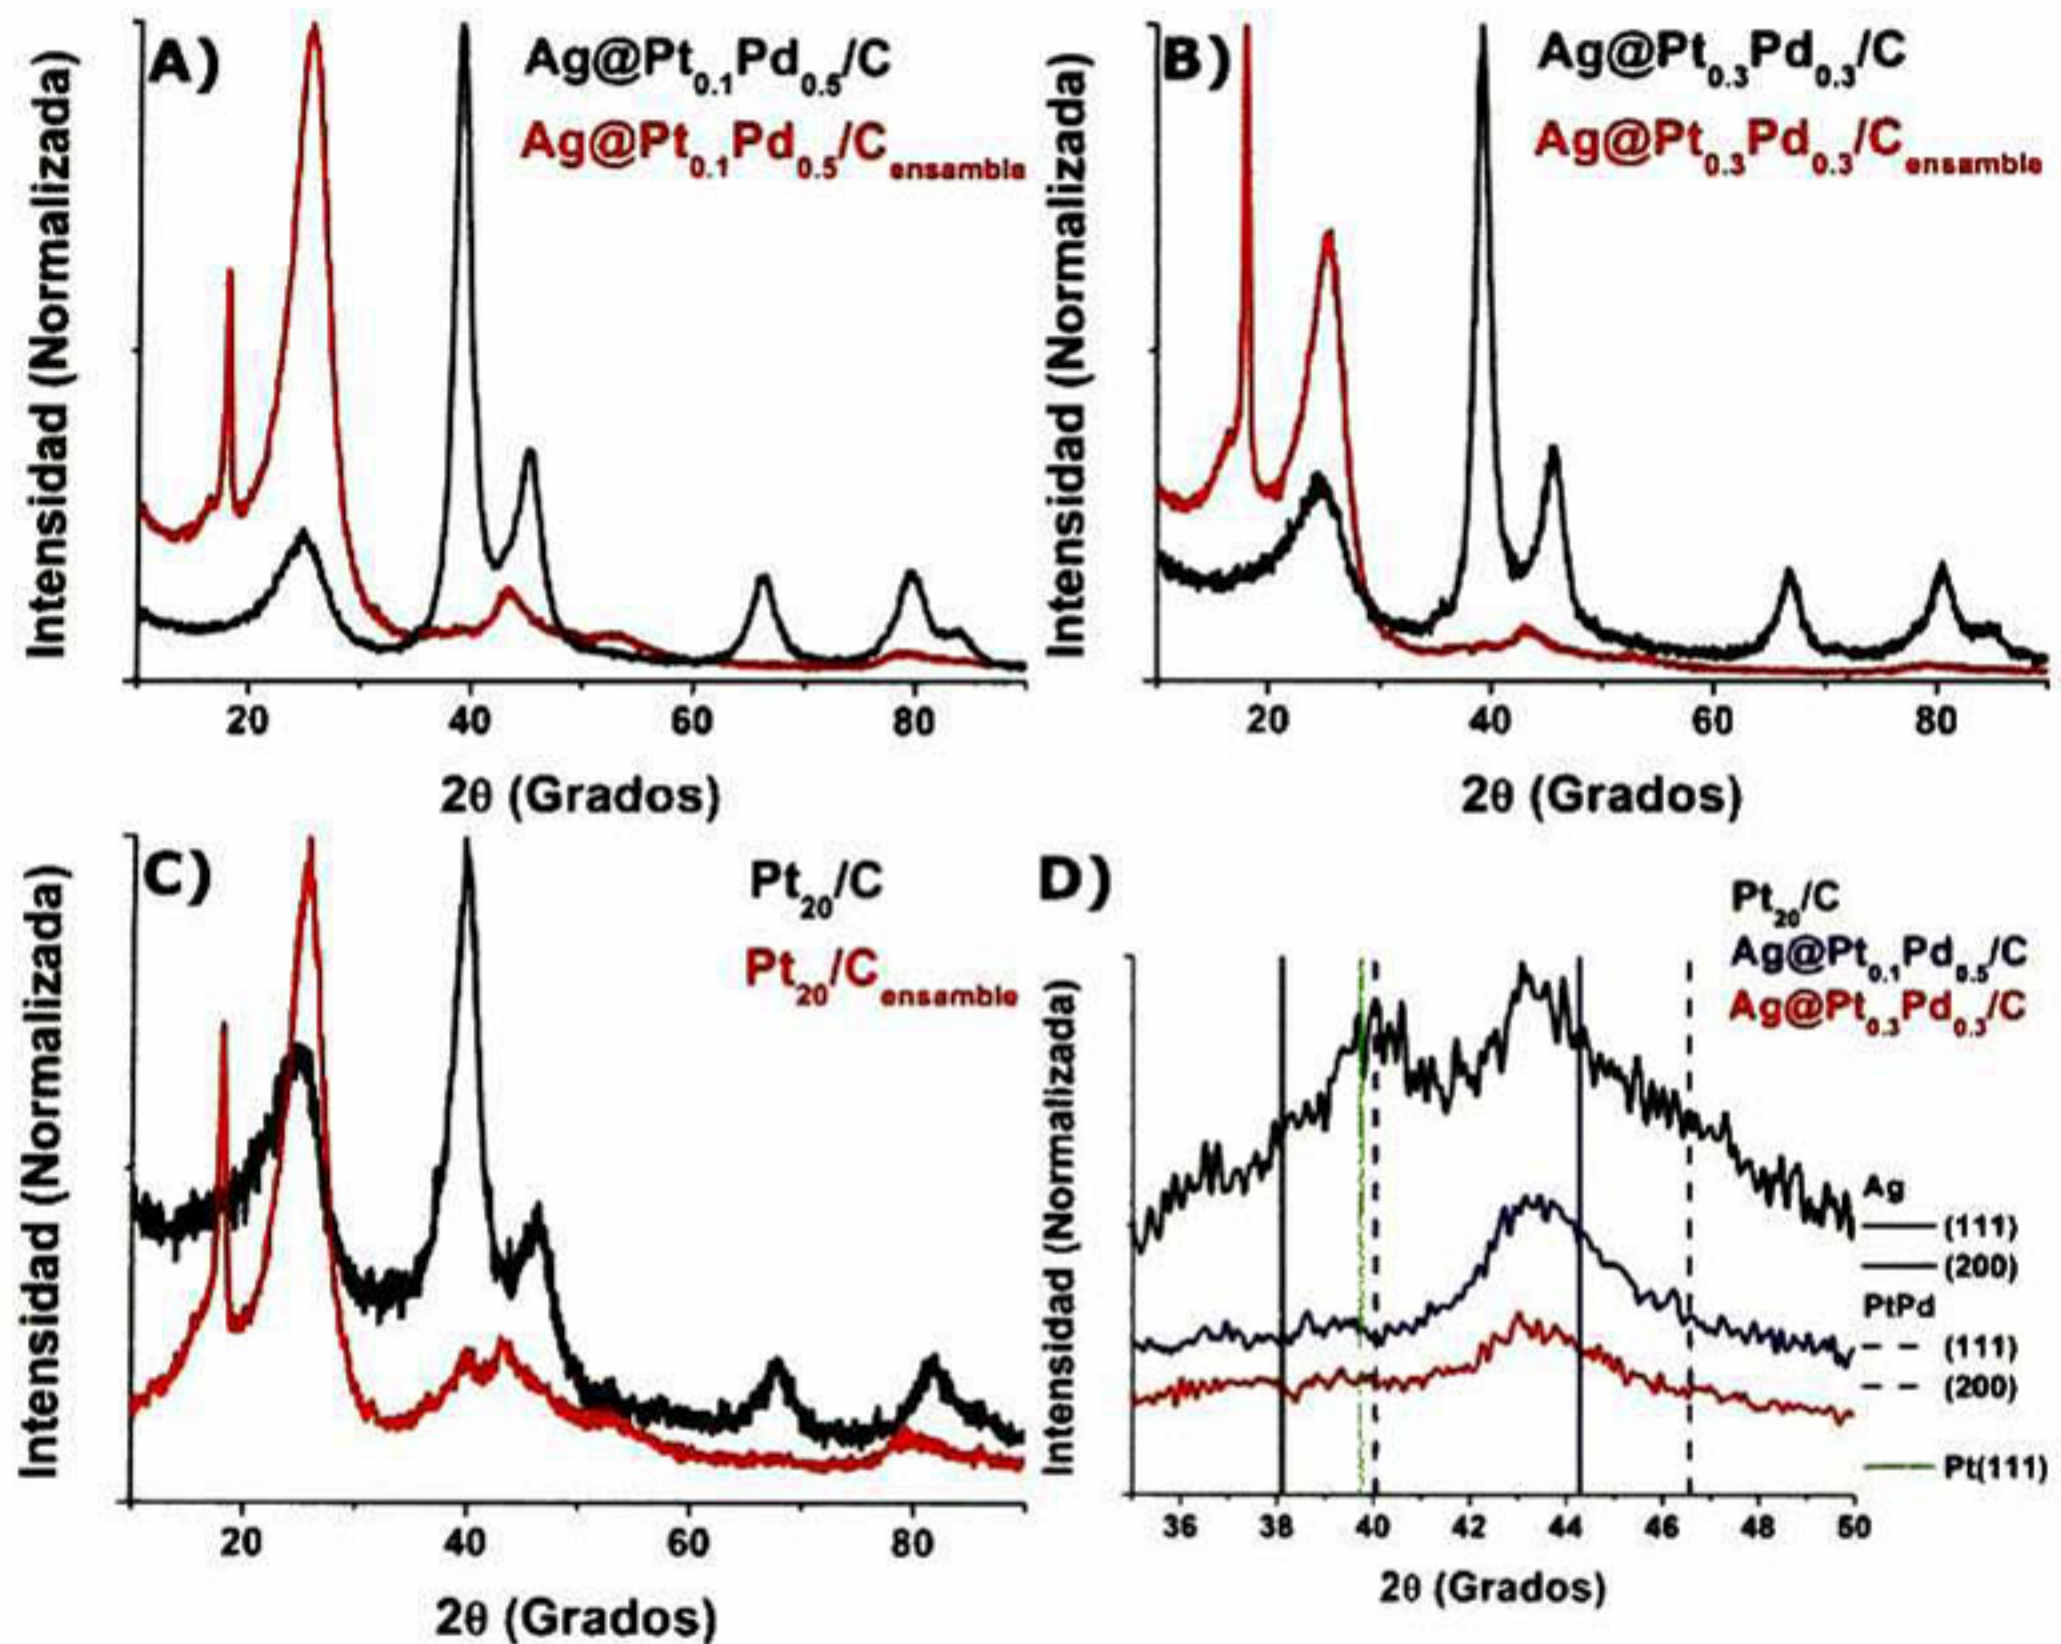 A)
Ag@Pt0.1Pd0.5/C
Ag@Pt0.1Pd0.5/Censamble
Intensidad (Normalizada)
20 40 60 80
2θ (Grados)
B)
Ag@Pt0.3Pd0.3/C
Ag@Pt0.3Pd0.3/Censamble
Intensidad (Normalizada)
20 40 60 80
2θ (Grados)
C)
Pt20/C
Pt20/Censamble
Intensidad (Normalizada)
20 40 60 80
2θ (Grados)
D)
Pt20/C
Ag@Pt0.1Pd0.5/C
Ag@Pt0.3Pd0.3/C
Intensidad (Normalizada)
Ag
(111)
(200)
PtPd
(111)
(200)
Pt(111)
36 38 40 42 44 46 48 50
2θ (Grados)